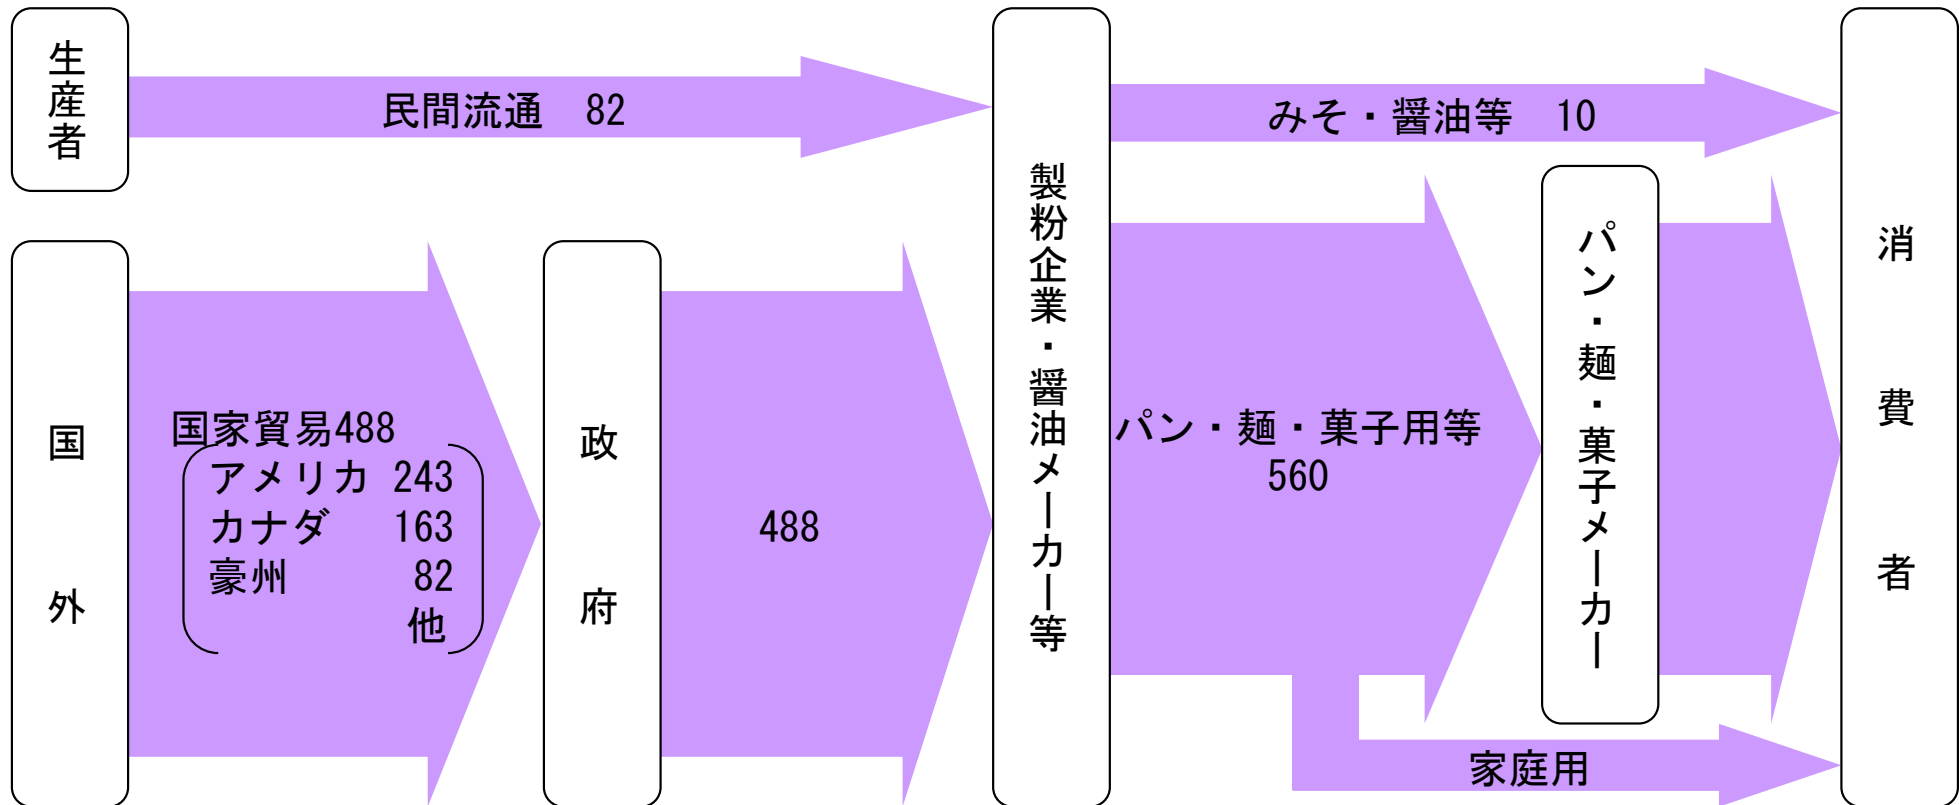 生産者
民間流通　82
国外
国家貿易488
アメリカ 243
カナダ 163
豪州 82
他
政府
488
製粉企業・醤油メーカー等
みそ・醤油等　10
パン・麺・菓子用等
560
パン・麺・菓子メーカー
家庭用
消費者